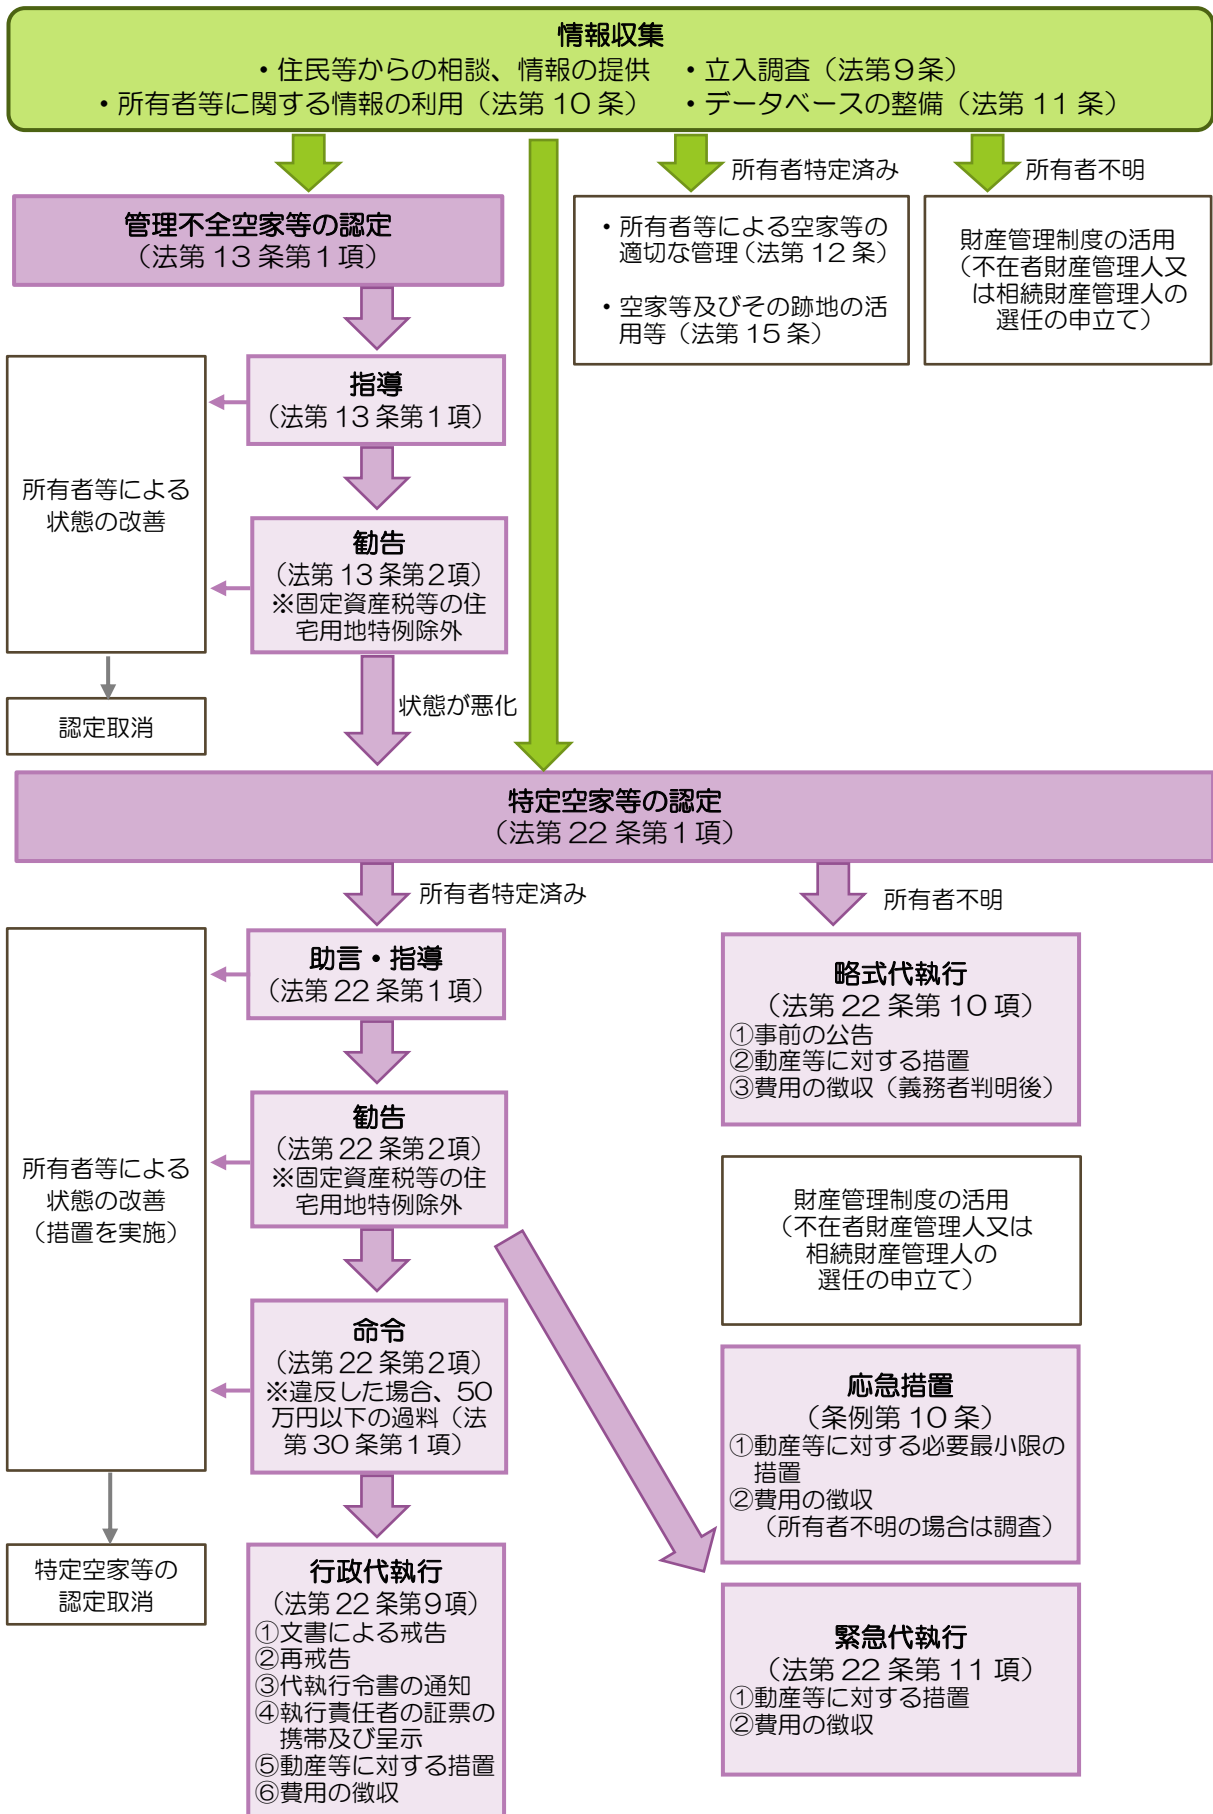 情報収集
・住民等からの相談、情報の提供　・立入調査（法第９条）
・所有者等に関する情報の利用（法第 10 条）　・データベースの整備（法第 11 条）
所有者特定済み
所有者不明
管理不全空家等の認定
（法第 13 条第１項）
・所有者等による空家等の
適切な管理（法第 12 条）
・空家等及びその跡地の活
用等（法第 15 条）
財産管理制度の活用
（不在者財産管理人又
は相続財産管理人の
選任の申立て）
指導
（法第 13 条第１項）
所有者等による
状態の改善
勧告
（法第 13 条第２項）
※固定資産税等の住
宅用地特例除外
状態が悪化
認定取消
特定空家等の認定
（法第 22 条第１項）
所有者特定済み
所有者不明
助言・指導
（法第 22 条第１項）
略式代執行
（法第 22 条第 10 項）
①事前の公告
②動産等に対する措置
③費用の徴収（義務者判明後）
勧告
（法第 22 条第２項）
※固定資産税等の住
宅用地特例除外
所有者等による
状態の改善
（措置を実施）
財産管理制度の活用
（不在者財産管理人又は
相続財産管理人の
選任の申立て）
命令
（法第 22 条第２項）
※違反した場合、50
万円以下の過料（法
第 30 条第１項）
応急措置
（条例第 10 条）
①動産等に対する必要最小限の
措置
②費用の徴収
（所有者不明の場合は調査）
特定空家等の
認定取消
行政代執行
（法第 22 条第９項）
①文書による戒告
②再戒告
③代執行令書の通知
④執行責任者の証票の
携帯及び呈示
⑤動産等に対する措置
⑥費用の徴収
緊急代執行
（法第 22 条第 11 項）
①動産等に対する措置
②費用の徴収